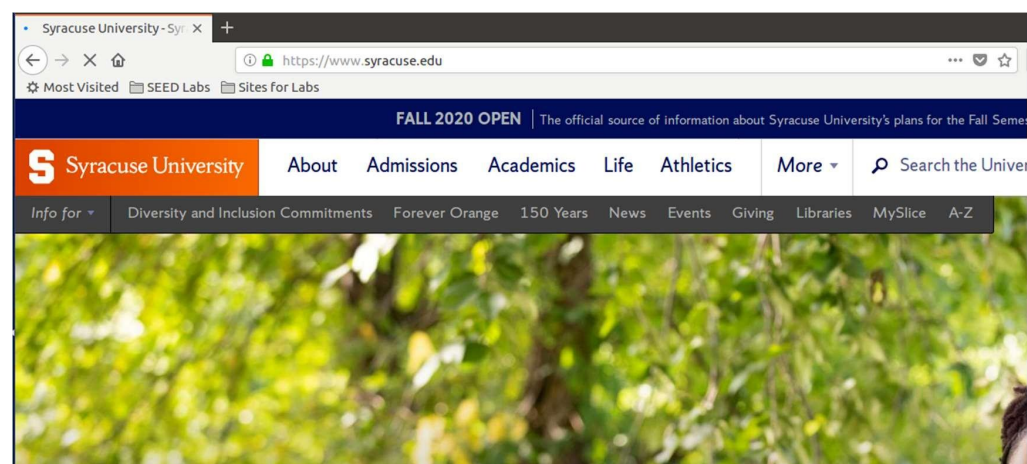 Syracuse University - Syr
https://www.syracuse.edu
Most Visited SEED Labs Sites for Labs
FALL 2020 OPEN | The official source of information about Syracuse University's plans for the Fall
S Syracuse University About Admissions Academics Life Athletics More Search the
Info for Diversity and Inclusion Commitments Forever Orange 150 Years News Events Giving Libraries MySlice A-Z